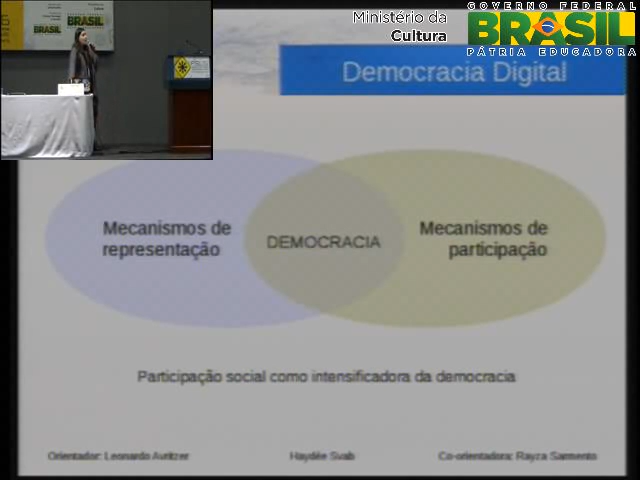 Ministério da
Cultura
GOVERNO FEDERAL
BRASIL
PÁTRIA EDUCADORA
Democracia Digital
Mecanismos de
representação
DEMOCRACIA
Mecanismos de
participação
Participação social como intensificadora da democracia
Orientador: Leonardo Avritzer
Haydée Svab
Co-orientadora: Rayza Sarmento